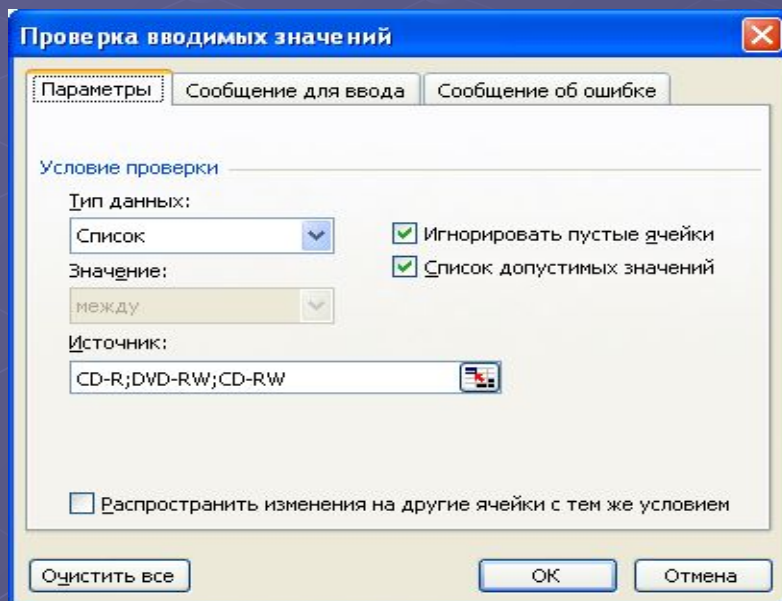 Проверка вводимых значений
Параметры Сообщение для ввода Сообщение об ошибке
Условие проверки
Тип данных:
Список
Игнорировать пустые ячейки
Значение:
Список допустимых значений
между
Источник:
CD-R;DVD-RW;CD-RW
Распространить изменения на другие ячейки с тем же условием
Очистить все ОК Отмена